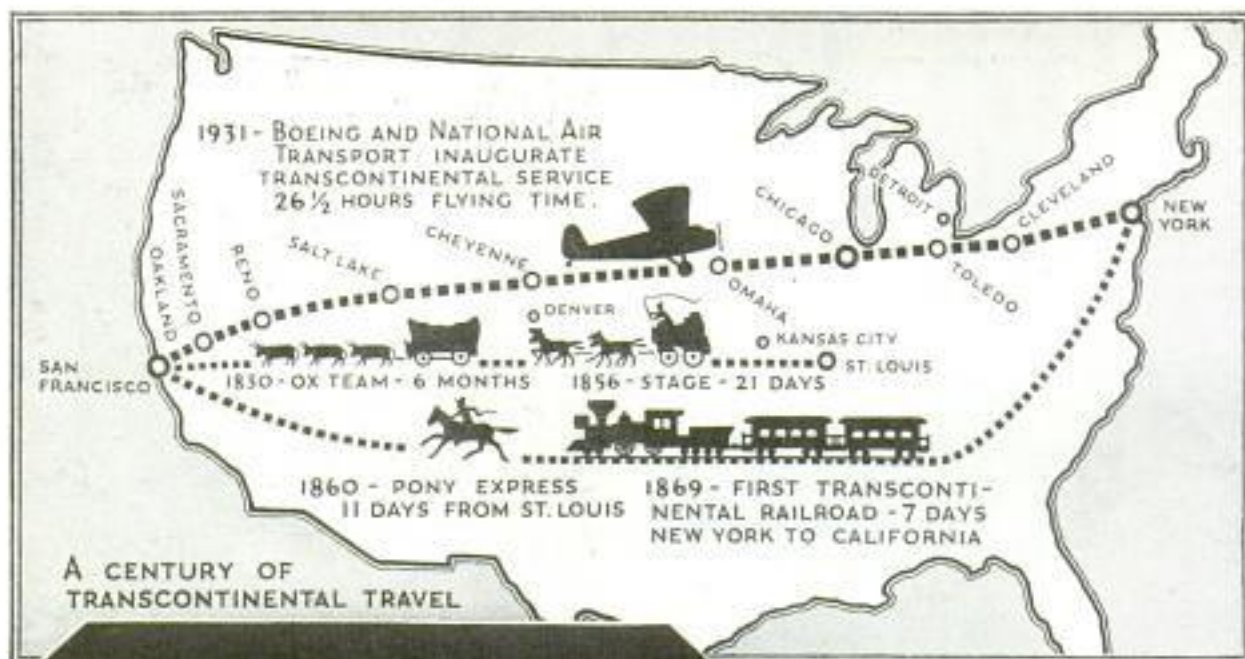 1931 - BOEING AND NATIONAL AIR
TRANSPORT INAUGURATE
TRANSCONTINENTAL SERVICE
26 ½ HOURS FLYING TIME.
SAN
FRANCISCO
OAKLAND
SACRAMENTO
RENO
SALT LAKE
CHEYENNE
OMAHA
CHICAGO
DETROIT
TOLEDO
CLEVELAND
NEW
YORK
DENVER
KANSAS CITY
ST. LOUIS
1830 - OX TEAM - 6 MONTHS
1856 - STAGE - 21 DAYS
1860 - PONY EXPRESS
11 DAYS FROM ST. LOUIS
1869 - FIRST TRANSCONTI-
NENTAL RAILROAD - 7 DAYS
NEW YORK TO CALIFORNIA
A CENTURY OF
TRANSCONTINENTAL TRAVEL